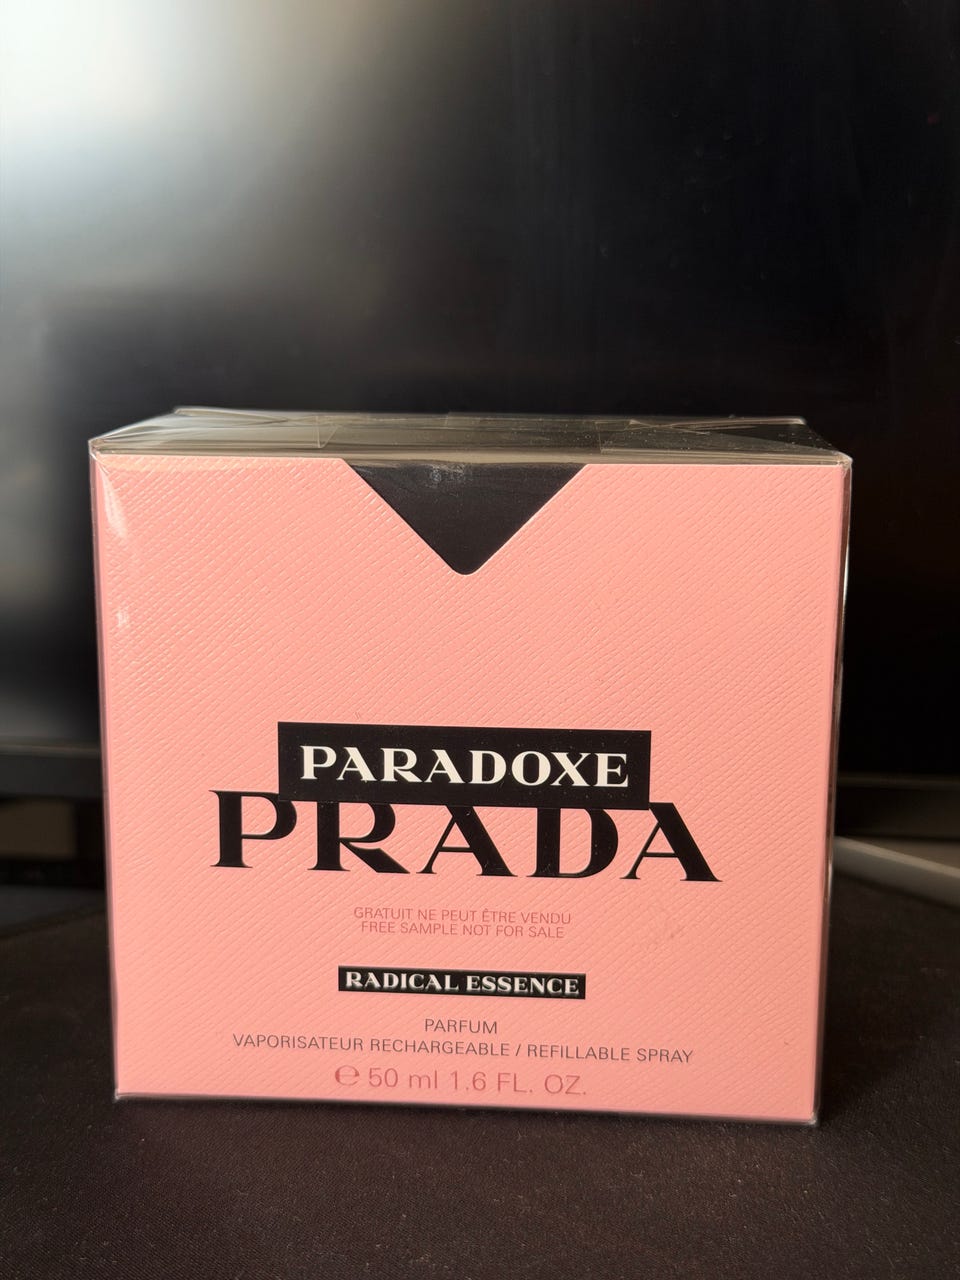 PARADOXE
PRADA
GRATUIT NE PEUT ÊTRE VENDU
FREE SAMPLE NOT FOR SALE
RADICAL ESSENCE
PARFUM
VAPORISATEUR RECHARGEABLE / REFILLABLE SPRAY
℮ 50 ml 1.6 FL. OZ.